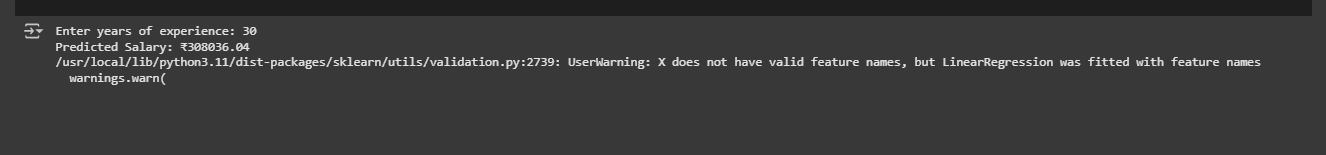 Enter years of experience: 30
Predicted Salary: ₹308036.04
/usr/local/lib/python3.11/dist-packages/sklearn/utils/validation.py:2739: UserWarning: X does not have valid feature names, but LinearRegression was fitted with feature names
  warnings.warn(